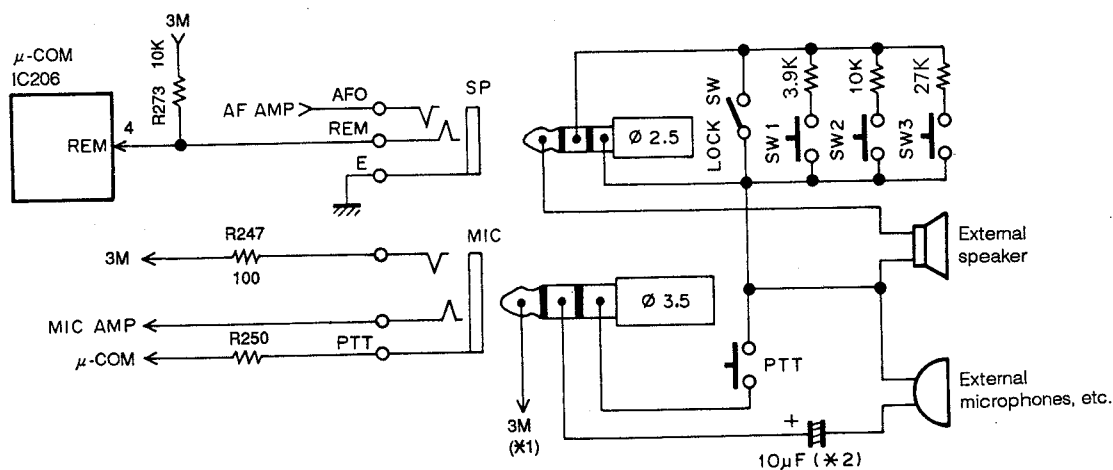 μ-COM
IC206
REM
4
3M
R273 10K
AF AMP
AFO
REM
E
SP
3M
R247
100
MIC AMP
μ-COM
R250
PTT
MIC
Ø 2.5
LOCK SW
SW1
3.9K
SW2
10K
SW3
27K
External
speaker
Ø 3.5
3M
(*1)
PTT
+
10μF (*2)
External
microphones, etc.